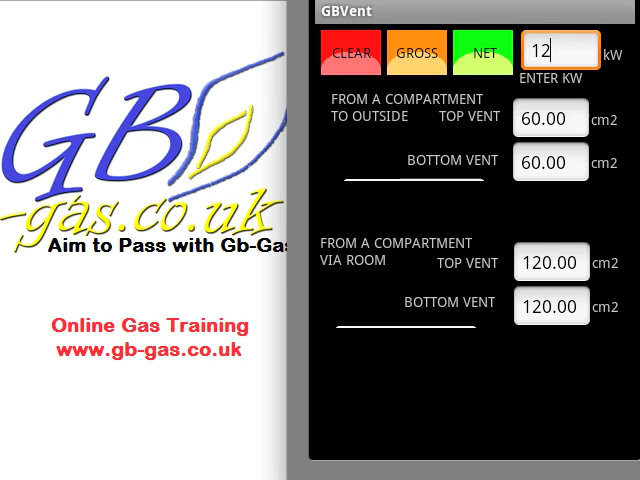 GB
-gas.co.uk
Aim to Pass with Gb-Gas
Online Gas Training
www.gb-gas.co.uk
GBVent
CLEAR GROSS NET 12 kW
ENTER KW
FROM A COMPARTMENT
TO OUTSIDE TOP VENT 60.00 cm2
BOTTOM VENT 60.00 cm2
FROM A COMPARTMENT
VIA ROOM TOP VENT 120.00 cm2
BOTTOM VENT 120.00 cm2